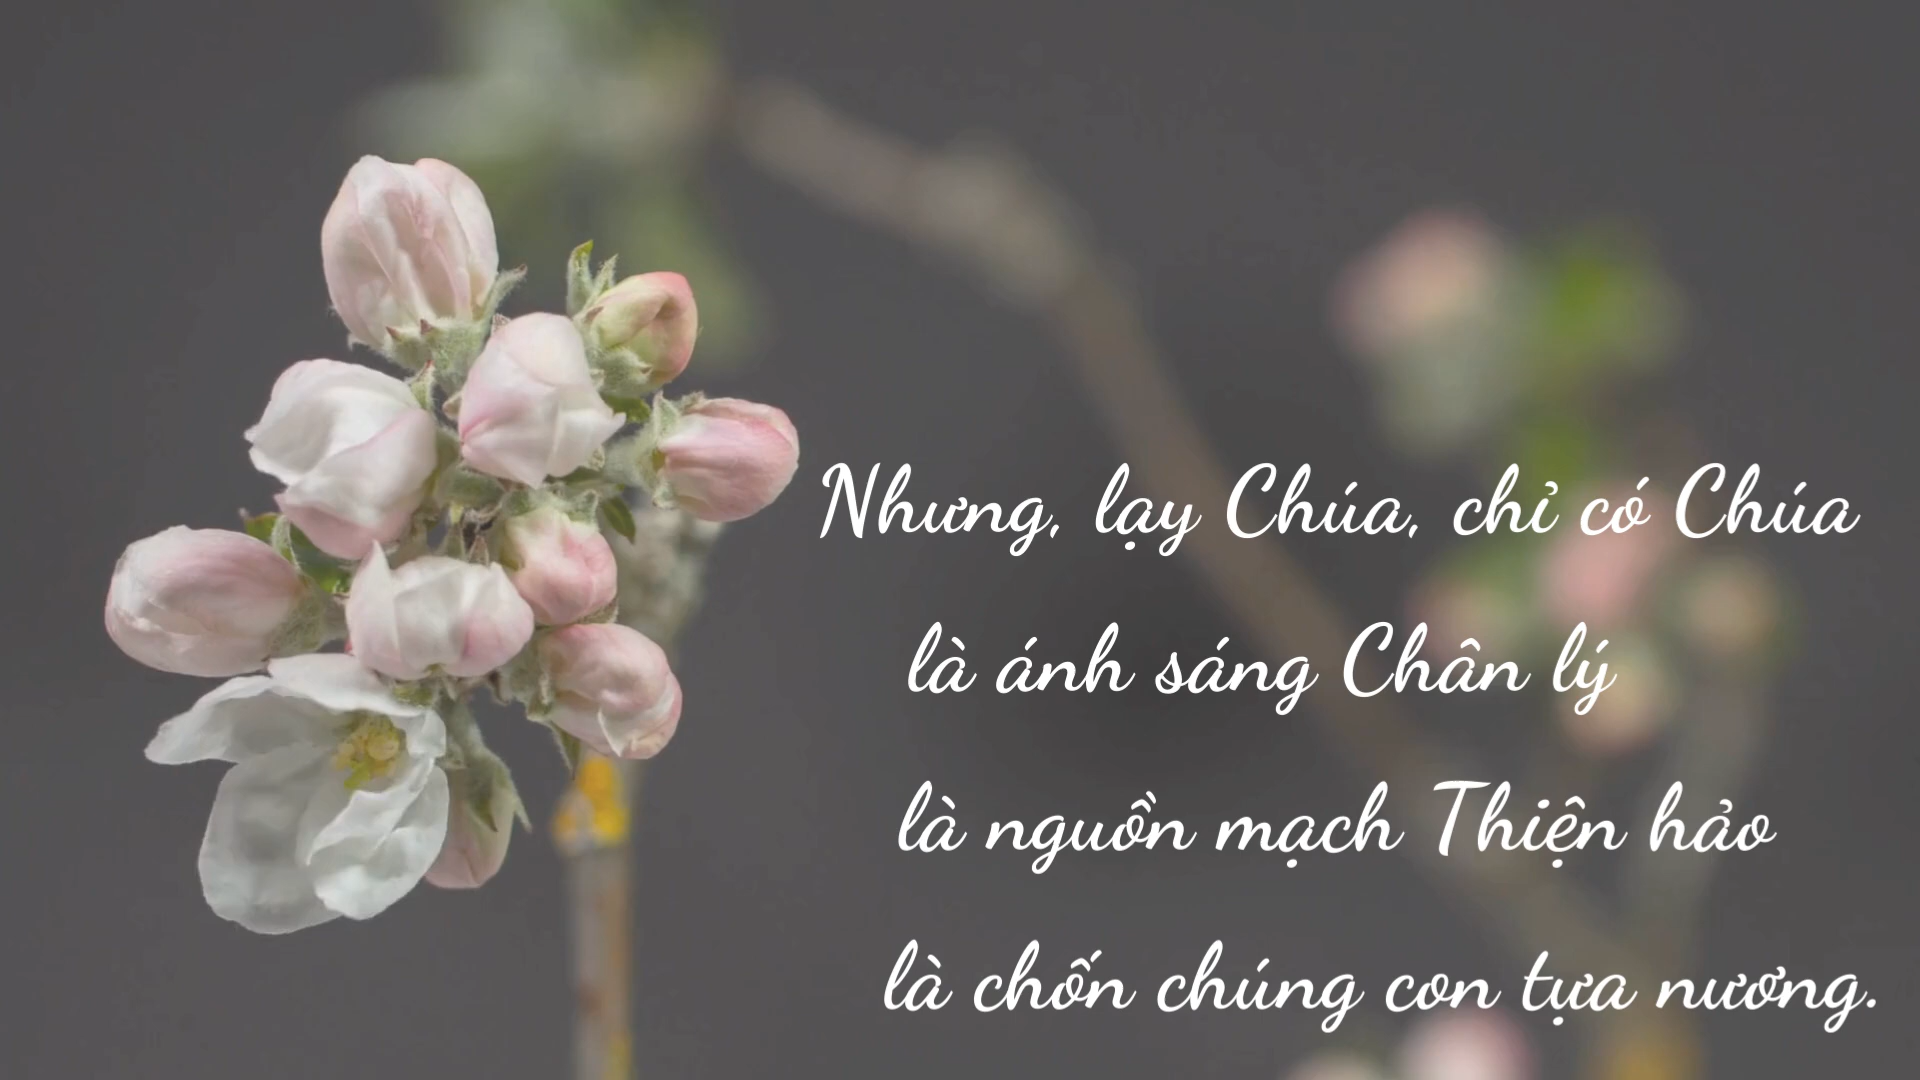 Nhưng, lạy Chúa, chỉ có Chúa
là ánh sáng Chân lý
là nguồn mạch Thiện hảo
là chốn chúng con tựa nương.